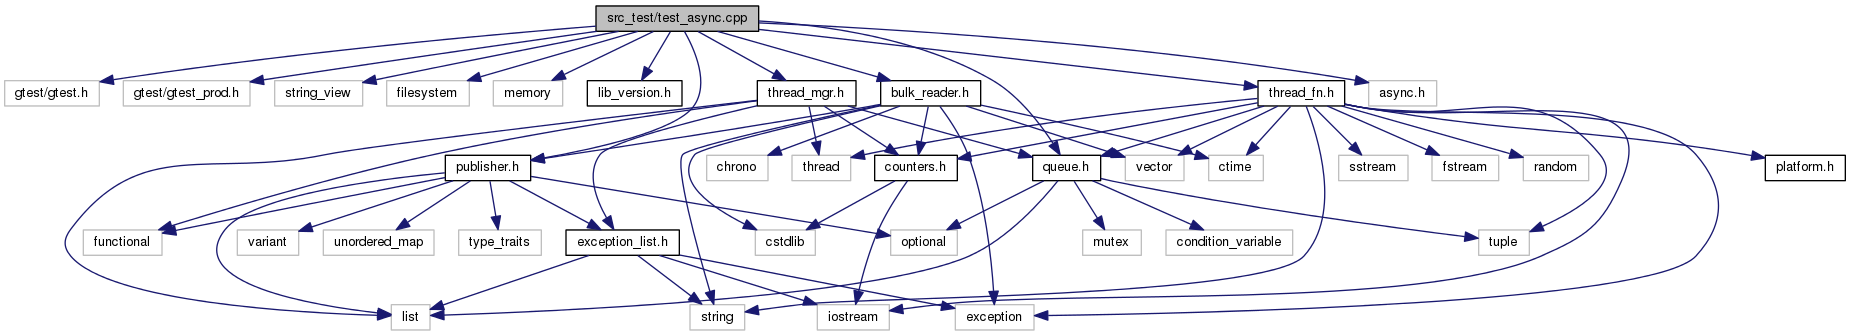 src_test/test_async.cpp
gtest/gtest.h
gtest/gtest_prod.h
string_view
filesystem
memory
lib_version.h
thread_mgr.h
bulk_reader.h
thread_fn.h
async.h
publisher.h
chrono
thread
counters.h
queue.h
vector
ctime
sstream
fstream
random
platform.h
functional
variant
unordered_map
type_traits
exception_list.h
cstdlib
optional
mutex
condition_variable
tuple
list
string
iostream
exception